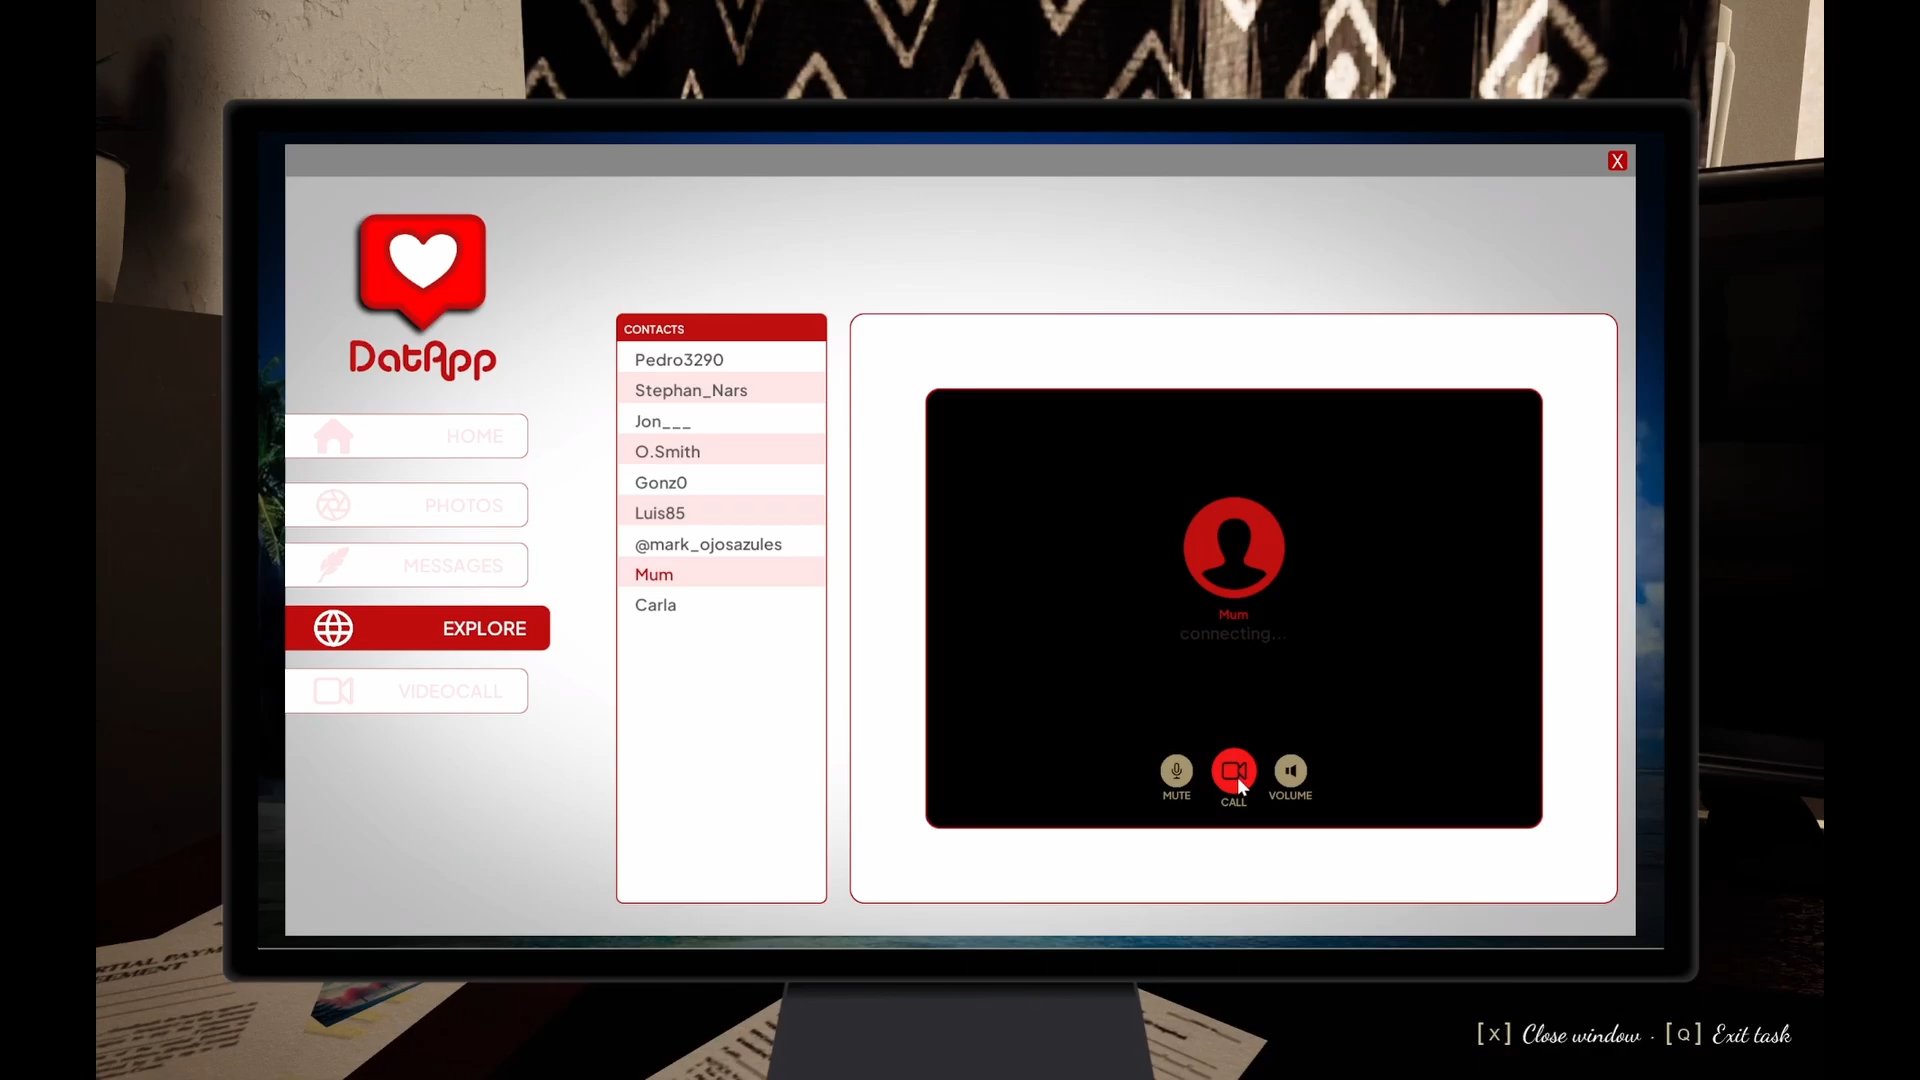 X
DatApp
HOME
PHOTOS
MESSAGES
EXPLORE
VIDEOCALL
CONTACTS
Pedro3290
Stephan_Nars
Jon___
O.Smith
Gonz0
Luis85
@mark_ojosazules
Mum
Carla
Mum
connecting...
MUTE
CALL
VOLUME
[X] Close window · [Q] Exit task